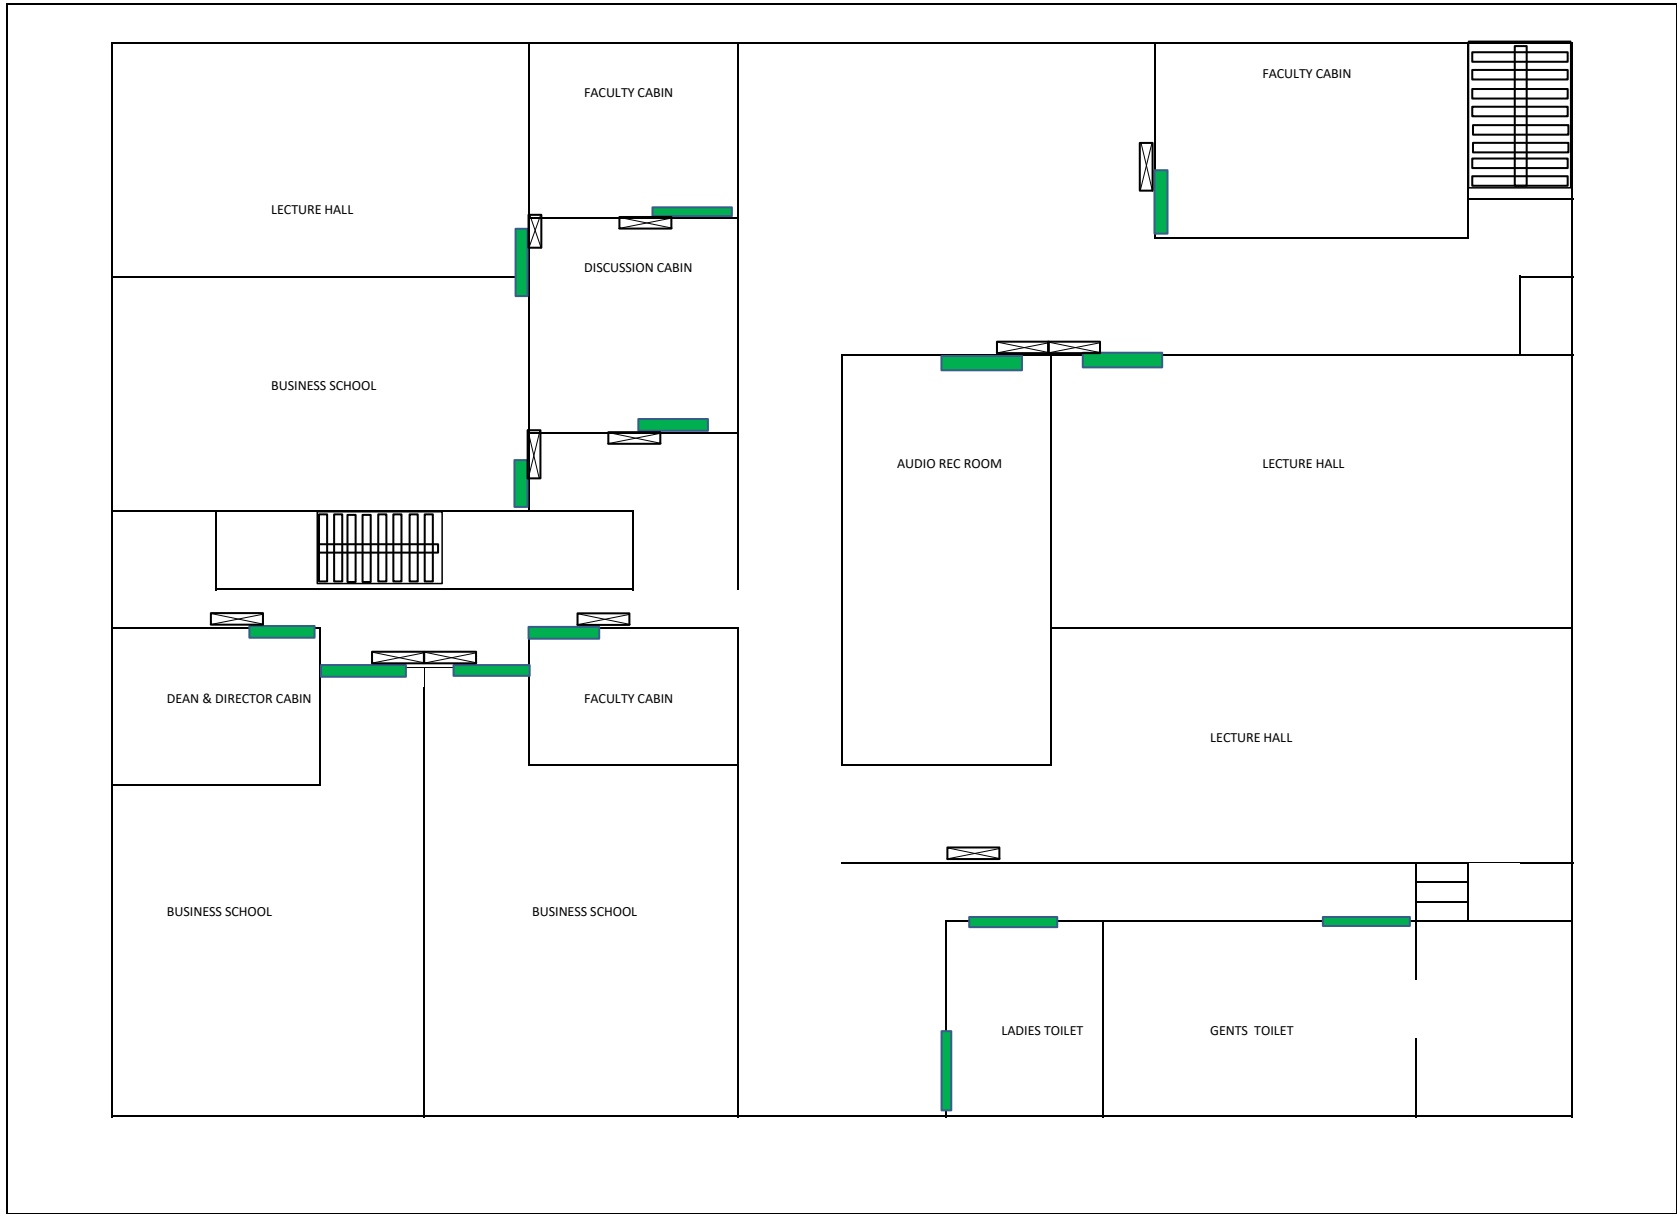 FACULTY CABIN
FACULTY CABIN
LECTURE HALL
DISCUSSION CABIN
BUSINESS SCHOOL
AUDIO REC ROOM
LECTURE HALL
DEAN & DIRECTOR CABIN
FACULTY CABIN
LECTURE HALL
BUSINESS SCHOOL
BUSINESS SCHOOL
LADIES TOILET
GENTS  TOILET